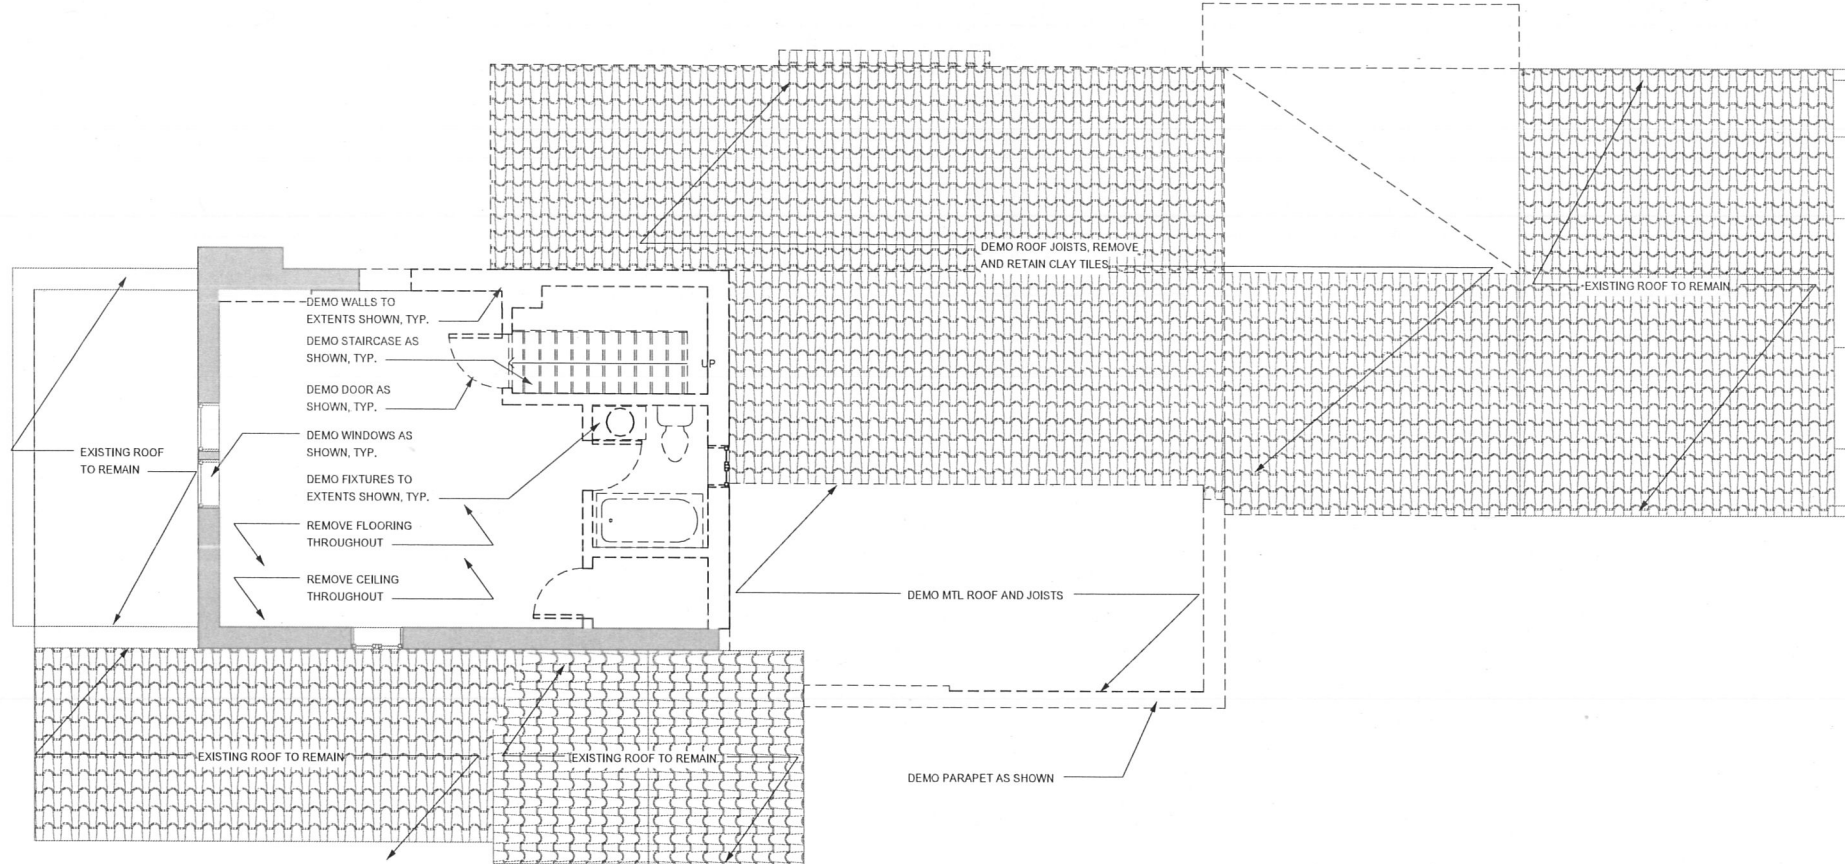 DEMO ROOF JOISTS, REMOVE
AND RETAIN CLAY TILES
EXISTING ROOF TO REMAIN
DEMO WALLS TO
EXTENTS SHOWN, TYP.
DEMO STAIRCASE AS
SHOWN, TYP.
UP
DEMO DOOR AS
SHOWN, TYP.
DEMO WINDOWS AS
SHOWN, TYP.
EXISTING ROOF
TO REMAIN
DEMO FIXTURES TO
EXTENTS SHOWN, TYP.
REMOVE FLOORING
THROUGHOUT
REMOVE CEILING
THROUGHOUT
DEMO MTL ROOF AND JOISTS
EXISTING ROOF TO REMAIN
EXISTING ROOF TO REMAIN
DEMO PARAPET AS SHOWN